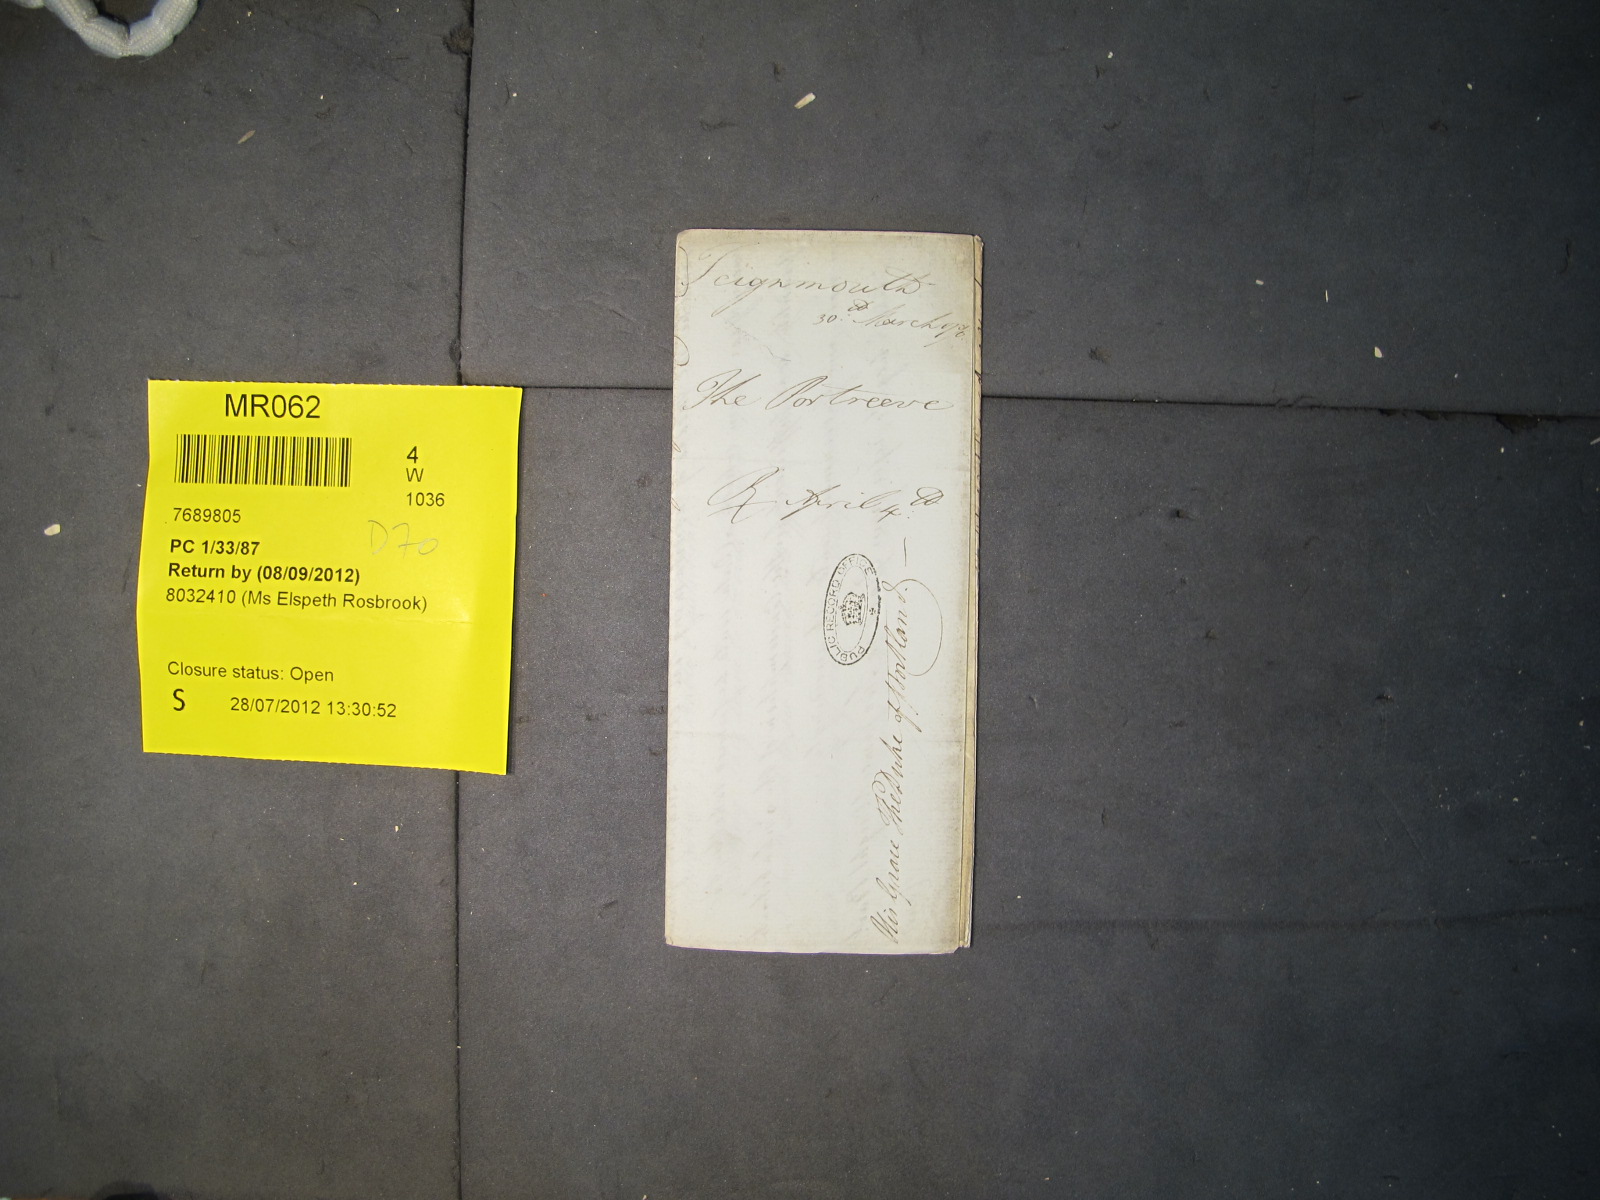 MR062
4
W
1036
7689805
D70
PC 1/33/87
Return by (08/09/2012)
8032410 (Ms Elspeth Rosbrook)
Closure status: Open
S 28/07/2012 13:30:52
Teignmouth
30th March 96
The Portreeve
R April 4th
PUBLIC RECORD OFFICE
His Grace The Duke of Portland.